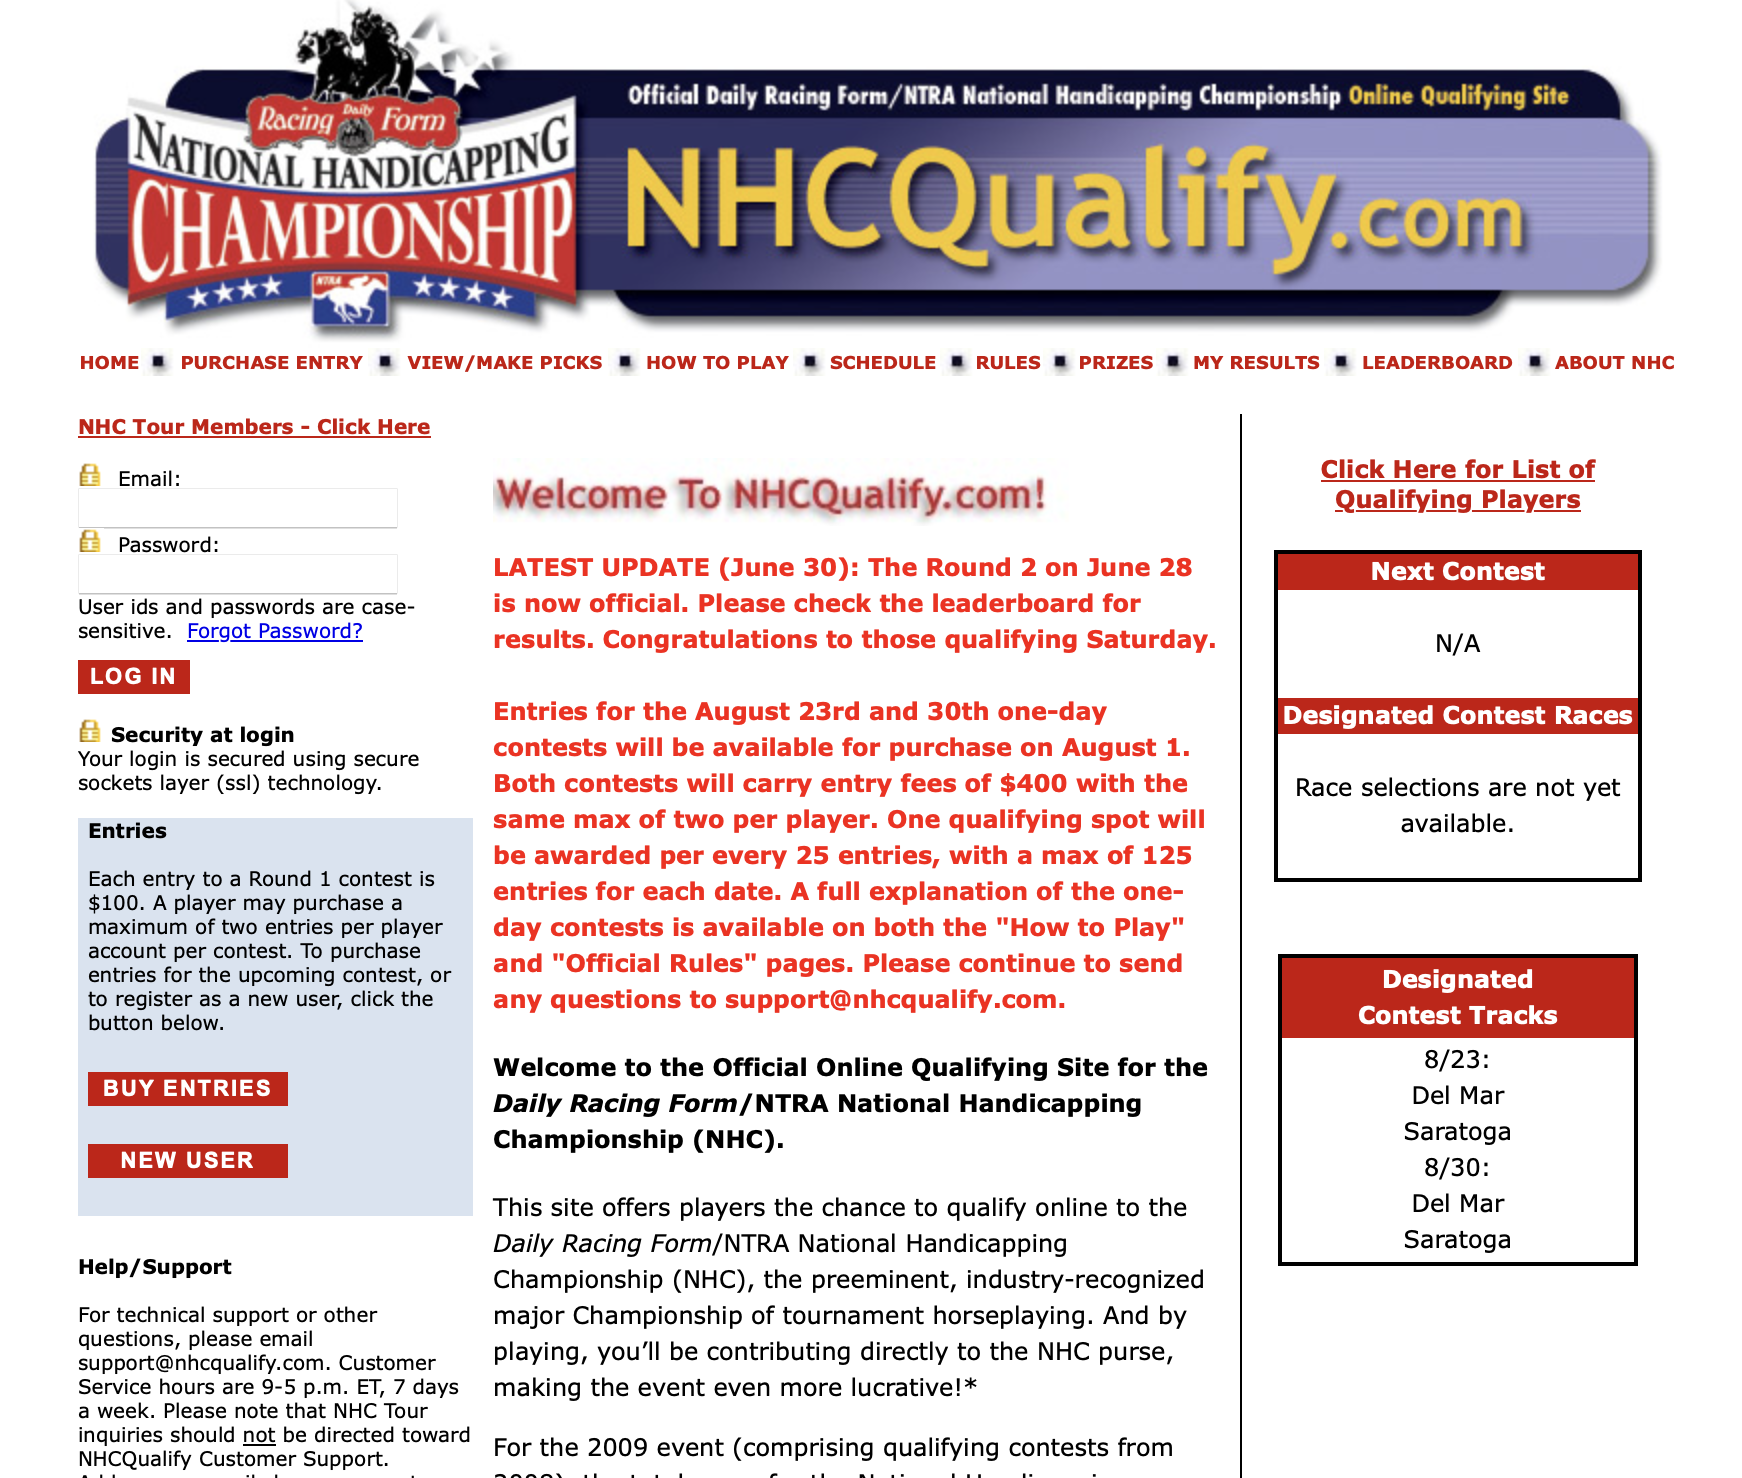 Racing Daily Form
NATIONAL HANDICAPPING
CHAMPIONSHIP
NTRA
Official Daily Racing Form/NTRA National Handicapping Championship Online Qualifying Site
NHCQualify.com
HOME PURCHASE ENTRY VIEW/MAKE PICKS HOW TO PLAY SCHEDULE RULES PRIZES MY RESULTS LEADERBOARD ABOUT NHC
NHC Tour Members - Click Here
Email:
Password:
User ids and passwords are case-
sensitive. Forgot Password?
LOG IN
Security at login
Your login is secured using secure
sockets layer (ssl) technology.
Entries
Each entry to a Round 1 contest is
$100. A player may purchase a
maximum of two entries per player
account per contest. To purchase
entries for the upcoming contest, or
to register as a new user, click the
button below.
BUY ENTRIES
NEW USER
Help/Support
For technical support or other
questions, please email
support@nhcqualify.com. Customer
Service hours are 9-5 p.m. ET, 7 days
a week. Please note that NHC Tour
inquiries should not be directed toward
NHCQualify Customer Support.
Welcome To NHCQualify.com!
LATEST UPDATE (June 30): The Round 2 on June 28
is now official. Please check the leaderboard for
results. Congratulations to those qualifying Saturday.
Entries for the August 23rd and 30th one-day
contests will be available for purchase on August 1.
Both contests will carry entry fees of $400 with the
same max of two per player. One qualifying spot will
be awarded per every 25 entries, with a max of 125
entries for each date. A full explanation of the one-
day contests is available on both the "How to Play"
and "Official Rules" pages. Please continue to send
any questions to support@nhcqualify.com.
Welcome to the Official Online Qualifying Site for the
Daily Racing Form/NTRA National Handicapping
Championship (NHC).
This site offers players the chance to qualify online to the
Daily Racing Form/NTRA National Handicapping
Championship (NHC), the preeminent, industry-recognized
major Championship of tournament horseplaying. And by
playing, you’ll be contributing directly to the NHC purse,
making the event even more lucrative!*
For the 2009 event (comprising qualifying contests from
Click Here for List of
Qualifying Players
Next Contest
N/A
Designated Contest Races
Race selections are not yet
available.
Designated
Contest Tracks
8/23:
Del Mar
Saratoga
8/30:
Del Mar
Saratoga